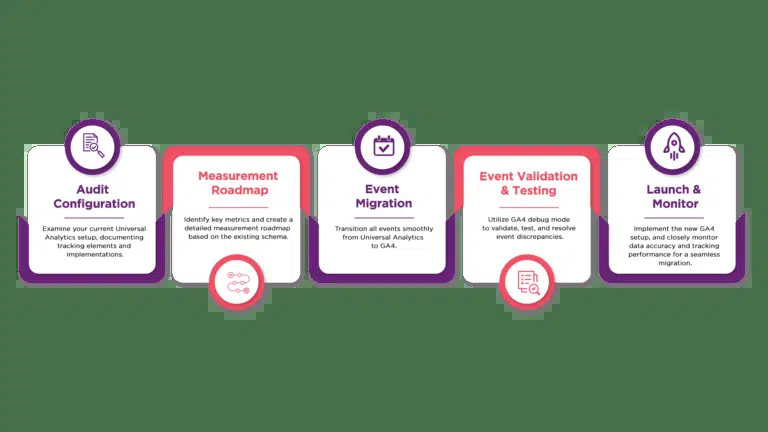 Audit
Configuration
Examine your current Universal
Analytics setup, documenting
tracking elements and
implementations.
Measurement
Roadmap
Identify key metrics and create a
detailed measurement roadmap
based on the existing schema.
Event
Migration
Transition all events smoothly
from Universal Analytics
to GA4.
Event Validation
& Testing
Utilize GA4 debug mode
to validate, test, and resolve
event discrepancies.
Launch &
Monitor
Implement the new GA4
setup, and closely monitor
data accuracy and tracking
performance for a seamless
migration.